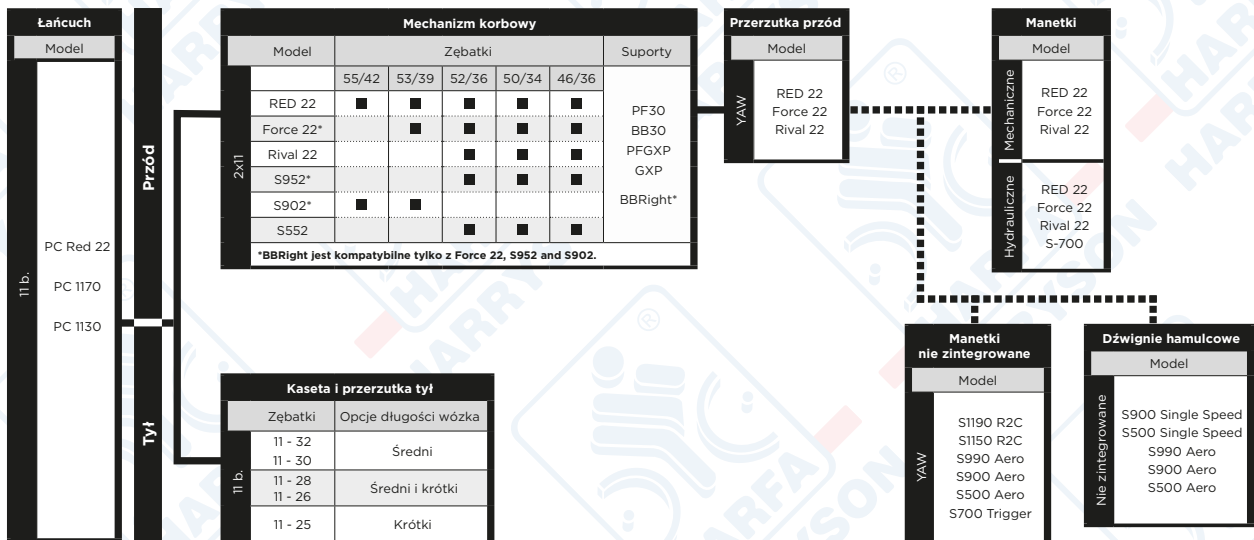 Łańcuch
Model
11 b.
PC Red 22
PC 1170
PC 1130
Przód
Tył
Mechanizm korbowy
Model Zębatki Suporty
55/42 53/39 52/36 50/34 46/36
2x11
RED 22 ■ ■ ■ ■ ■
Force 22* ■ ■ ■ ■
Rival 22 ■ ■ ■
S952* ■ ■ ■
S902* ■ ■
S552 ■ ■ ■
PF30
BB30
PFGXP
GXP
BBRight*
*BBRight jest kompatybilne tylko z Force 22, S952 and S902.
Kaseta i przerzutka tył
Zębatki Opcje długości wózka
11 b.
11 - 32
11 - 30
Średni
11 - 28
11 - 26
Średni i krótki
11 - 25 Krótki
Przerzutka przód
Model
YAW
RED 22
Force 22
Rival 22
Manetki
Model
Mechaniczne
RED 22
Force 22
Rival 22
Hydrauliczne
RED 22
Force 22
Rival 22
S-700
Manetki
nie zintegrowane
Model
YAW
S1190 R2C
S1150 R2C
S990 Aero
S900 Aero
S500 Aero
S700 Trigger
Dźwignie hamulcowe
Model
Nie zintegrowane
S900 Single Speed
S500 Single Speed
S990 Aero
S900 Aero
S500 Aero
HARFA
HARRYSON
®